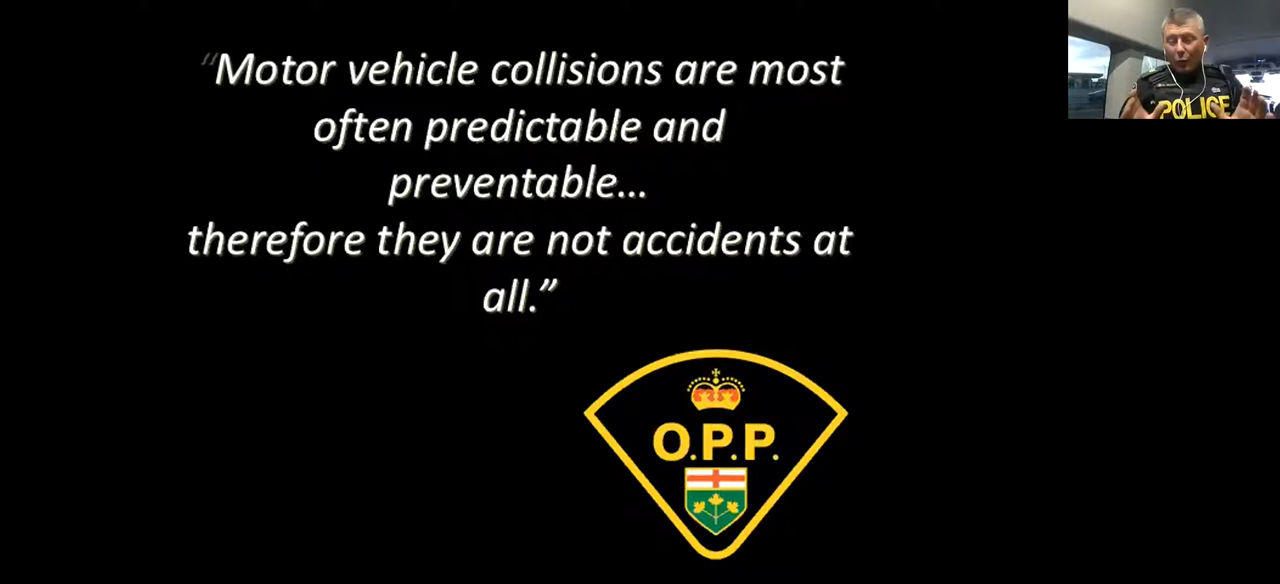 “Motor vehicle collisions are most
often predictable and
preventable…
therefore they are not accidents at
all.”
O.P.P.
POLICE